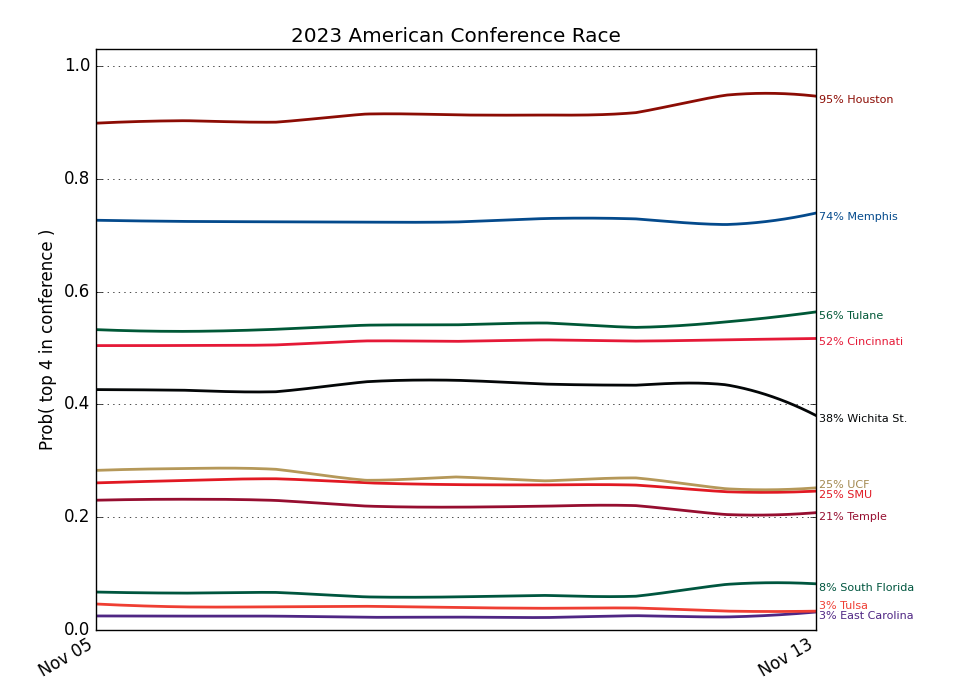 2023 American Conference Race
Prob( top 4 in conference )
1.0
0.8
0.6
0.4
0.2
0.0
95% Houston
74% Memphis
56% Tulane
52% Cincinnati
38% Wichita St.
25% UCF
25% SMU
21% Temple
8% South Florida
3% Tulsa
3% East Carolina
Nov 05
Nov 13